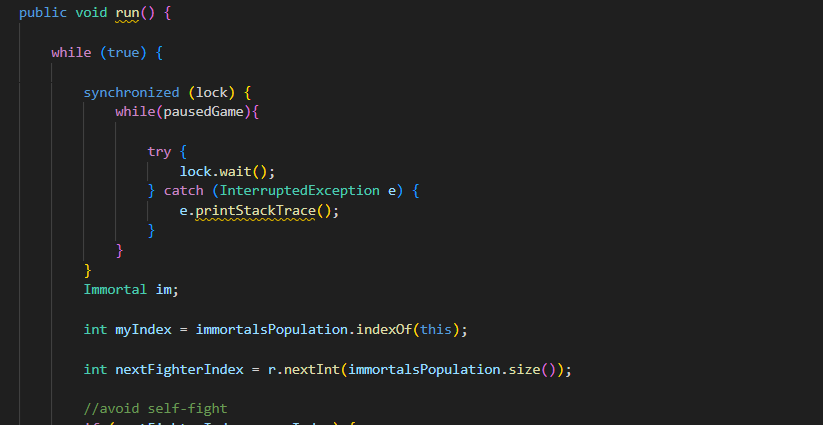 public void run() {
while (true) {
synchronized (lock) {
while(pausedGame){
try {
lock.wait();
} catch (InterruptedException e) {
e.printStackTrace();
}
}
}
Immortal im;
int myIndex = immortalsPopulation.indexOf(this);
int nextFighterIndex = r.nextInt(immortalsPopulation.size());
//avoid self-fight